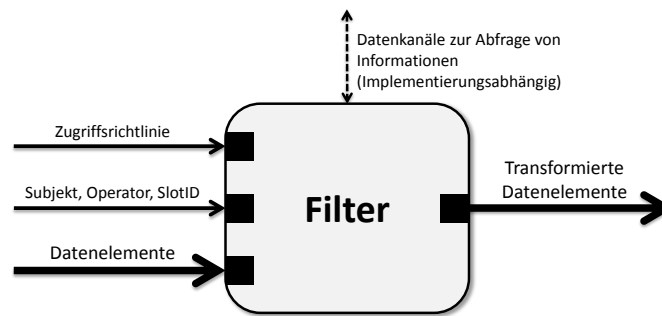 Datenkanäle zur Abfrage von
Informationen
(Implementierungsabhängig)
Zugriffsrichtlinie
Subjekt, Operator, SlotID
Datenelemente
Filter
Transformierte
Datenelemente